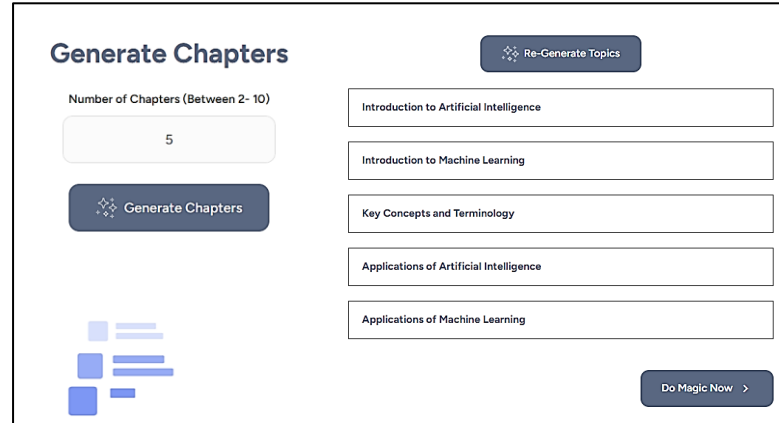 Generate Chapters
Number of Chapters (Between 2- 10)
5
Generate Chapters
Re-Generate Topics
Introduction to Artificial Intelligence
Introduction to Machine Learning
Key Concepts and Terminology
Applications of Artificial Intelligence
Applications of Machine Learning
Do Magic Now